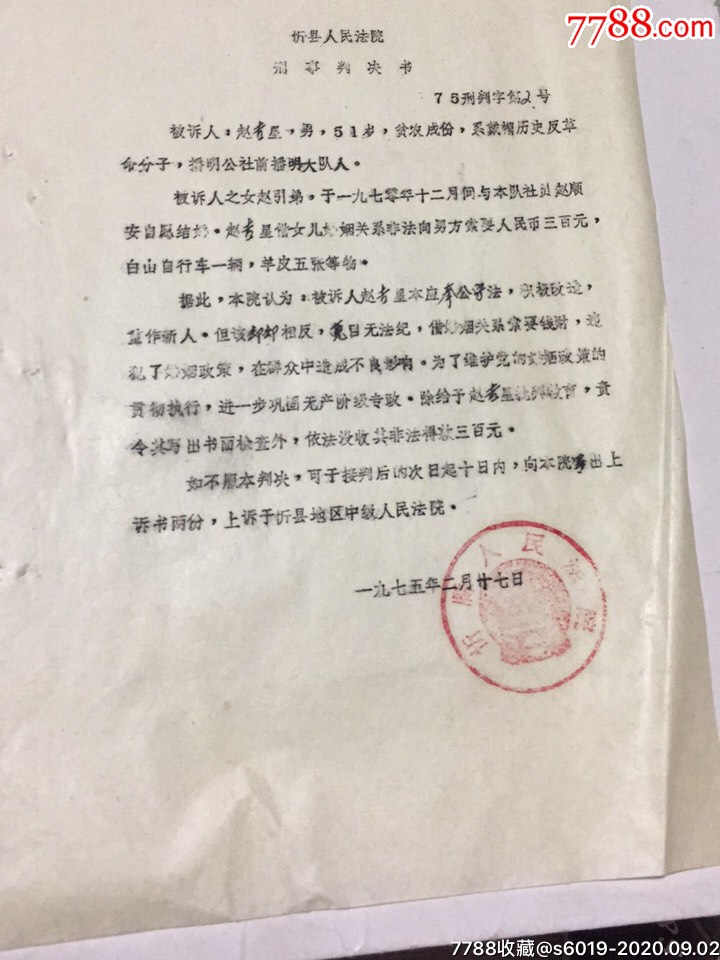 7788.com
忻县人民法院
刑事判决书
75刑判字第2号
被诉人:赵 星,男,51岁,贫农成份,系戴帽历史反革
命分子,播明公社前播明大队人。
被诉人之女赵引弟,于一九七零年十二月间与本队社员赵顺
安自愿结婚。赵 星借女儿婚姻关系非法向男方索要人民币三百元,
白山自行车一辆,羊皮五张等物。
据此,本院认为:被诉人赵 星本应奉公守法,积极改造,
重作新人。但该却却相反,竟目无法纪,借婚姻关系索要钱财,违
犯了婚姻政策,在群众中造成不良影响。为了维护党的婚姻政策的
贯彻执行,进一步巩固无产阶级专政。除给予赵 星批判教育,责
令其写出书面检查外,依法没收其非法得款三百元。
如不服本判决,可于接判后的次日起十日内,向本院写出上
诉书两份,上诉于忻县地区中级人民法院。
一九七五年二月廿七日
忻县人民法院
7788收藏@s6019-2020.09.02